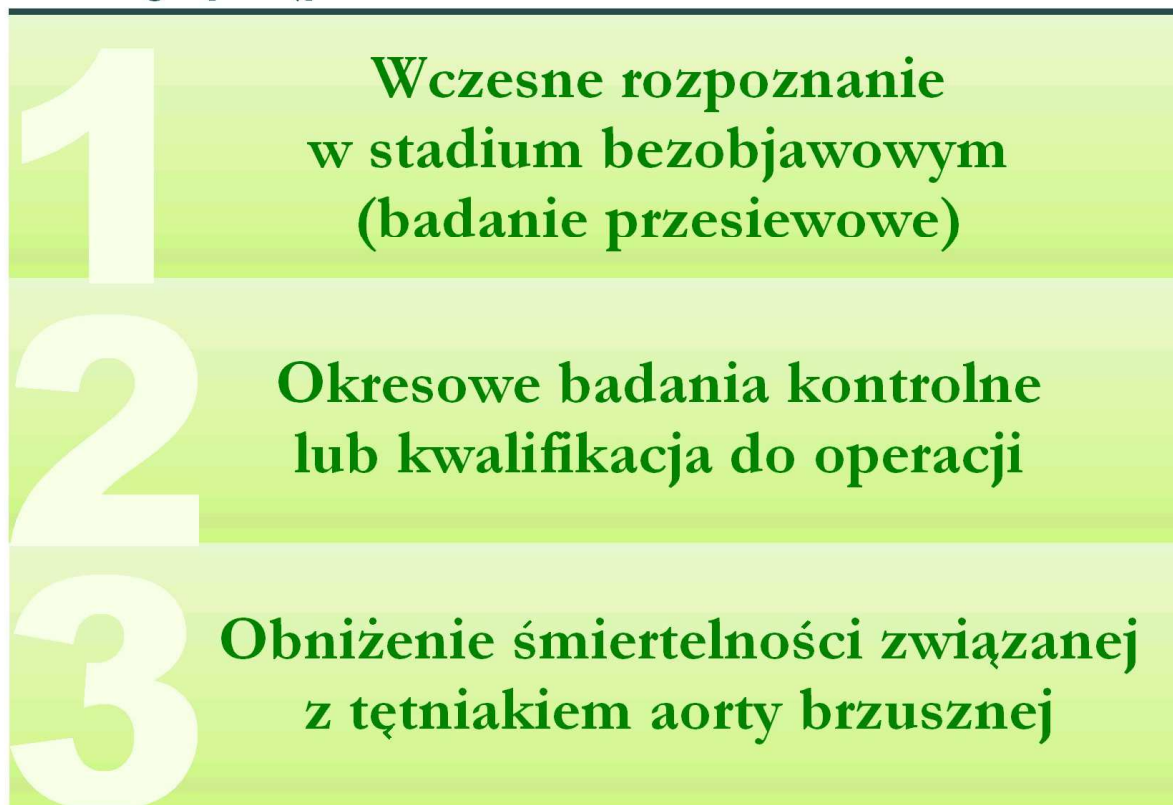 1
Wczesne rozpoznanie
w stadium bezobjawowym
(badanie przesiewowe)
2
Okresowe badania kontrolne
lub kwalifikacja do operacji
3
Obniżenie śmiertelności związanej
z tętniakiem aorty brzusznej